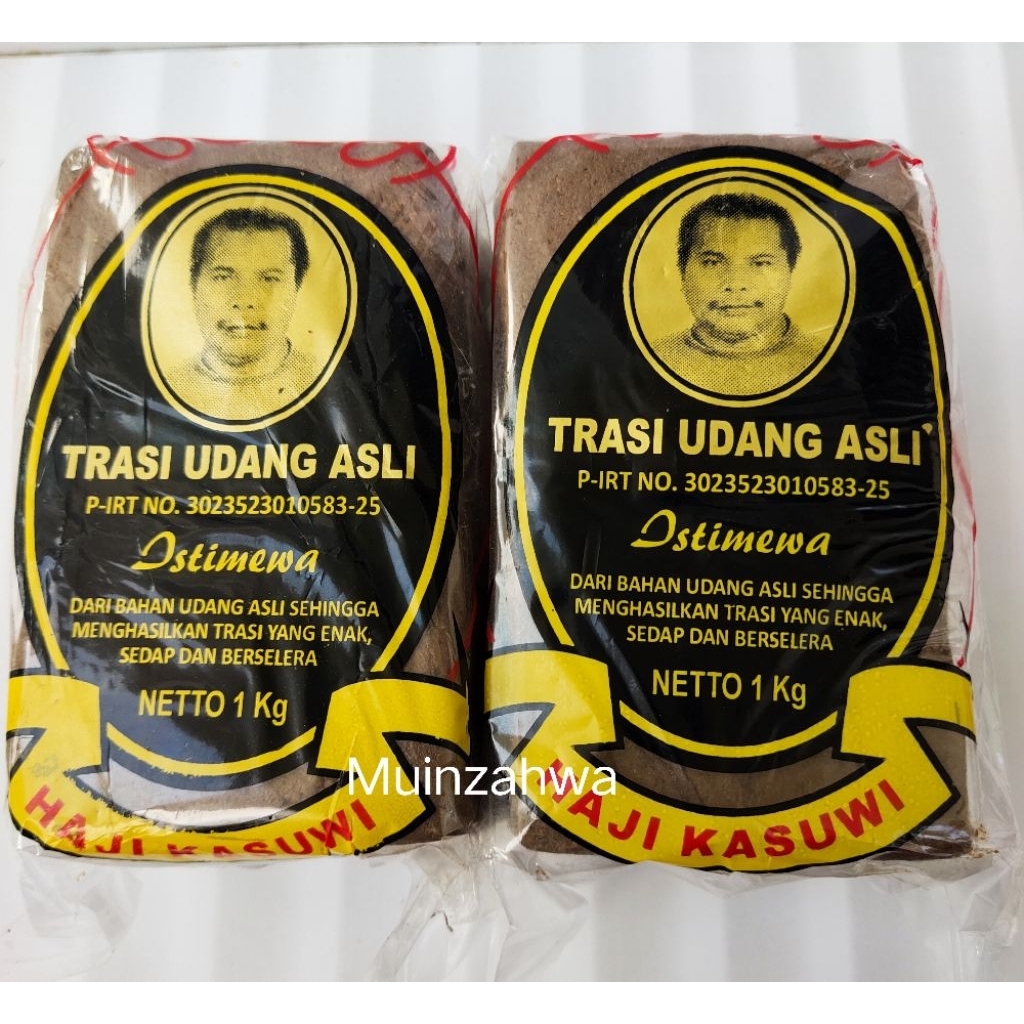 TRASI UDANG ASLI
P-IRT NO. 3023523010583-25
Istimewa
DARI BAHAN UDANG ASLI SEHINGGA
MENGHASILKAN TRASI YANG ENAK,
SEDAP DAN BERSELERA
NETTO 1 Kg
HAJI KASUWI
TRASI UDANG ASLI
P-IRT NO. 3023523010583-25
Istimewa
DARI BAHAN UDANG ASLI SEHINGGA
MENGHASILKAN TRASI YANG ENAK,
SEDAP DAN BERSELERA
NETTO 1 Kg
HAJI KASUWI
Muinzahwa